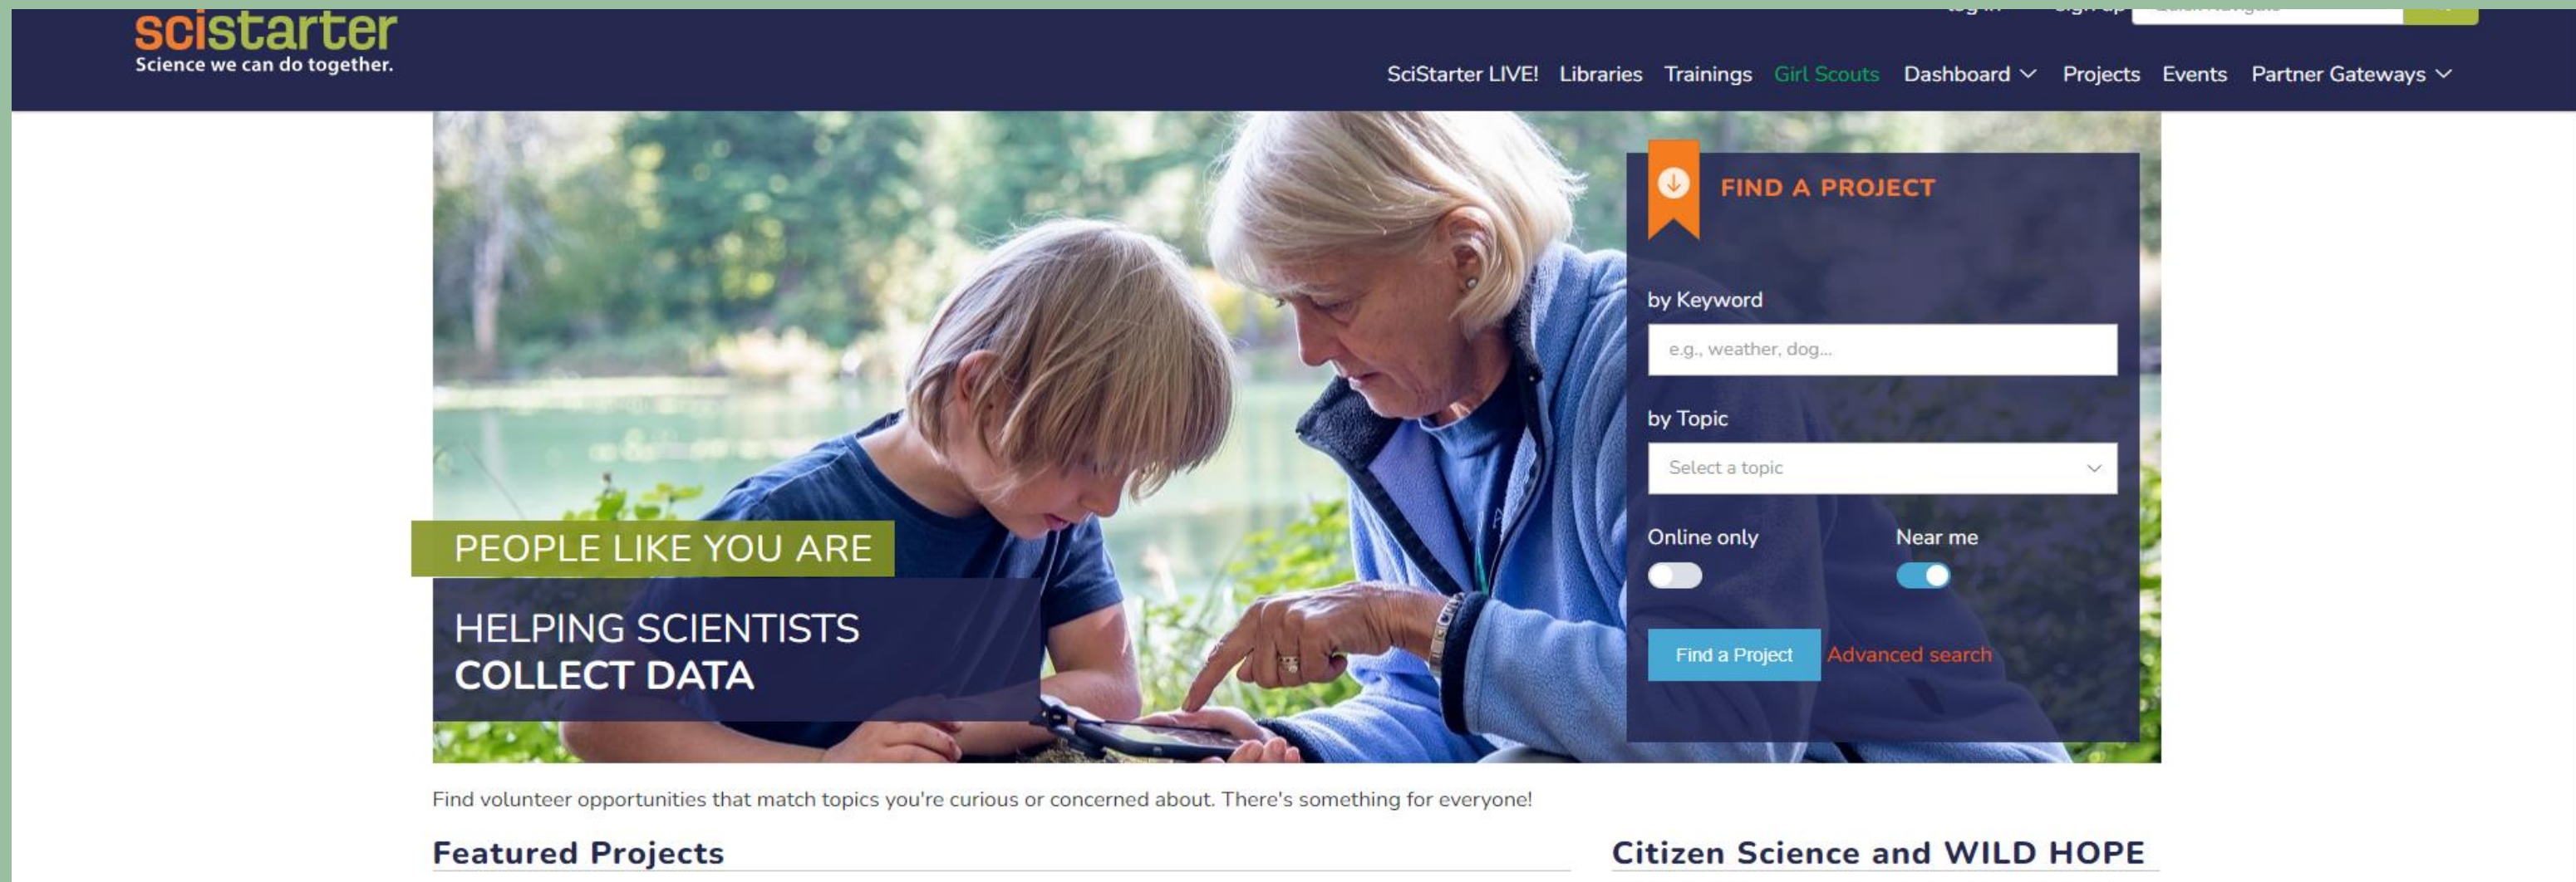 scistarter
Science we can do together.
SciStarter LIVE! Libraries Trainings Girl Scouts Dashboard Projects Events Partner Gateways
FIND A PROJECT
by Keyword
e.g., weather, dog...
by Topic
Select a topic
Online only Near me
Find a Project Advanced search
PEOPLE LIKE YOU ARE
HELPING SCIENTISTS
COLLECT DATA
Find volunteer opportunities that match topics you're curious or concerned about. There's something for everyone!
Featured Projects
Citizen Science and WILD HOPE